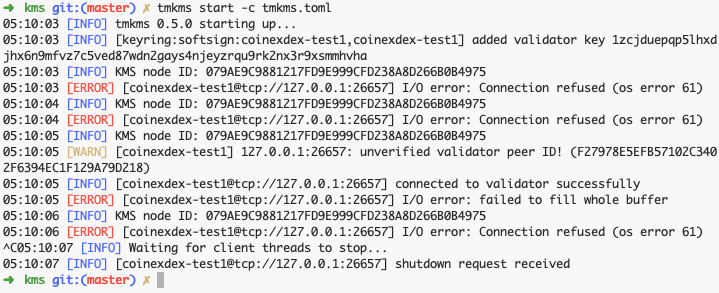 ➜ kms git:(master) ✗ tmkms start -c tmkms.toml
05:10:03 [INFO] tmkms 0.5.0 starting up...
05:10:03 [INFO] [keyring:softsign:coinexdex-test1,coinexdex-test1] added validator key 1zcjduepqp5lhxd
jhx6n9mfvz7c5ved87wdn2gays4njeyzrqu9rk2nx3r9xsmmhvha
05:10:03 [INFO] KMS node ID: 079AE9C9881217FD9E999CFD238A8D266B0B4975
05:10:03 [ERROR] [coinexdex-test1@tcp://127.0.0.1:26657] I/O error: Connection refused (os error 61)
05:10:04 [INFO] KMS node ID: 079AE9C9881217FD9E999CFD238A8D266B0B4975
05:10:04 [ERROR] [coinexdex-test1@tcp://127.0.0.1:26657] I/O error: Connection refused (os error 61)
05:10:05 [INFO] KMS node ID: 079AE9C9881217FD9E999CFD238A8D266B0B4975
05:10:05 [WARN] [coinexdex-test1] 127.0.0.1:26657: unverified validator peer ID! (F27978E5EFB57102C340
2F6394EC1F129A79D218)
05:10:05 [INFO] [coinexdex-test1@tcp://127.0.0.1:26657] connected to validator successfully
05:10:05 [ERROR] [coinexdex-test1@tcp://127.0.0.1:26657] I/O error: failed to fill whole buffer
05:10:06 [INFO] KMS node ID: 079AE9C9881217FD9E999CFD238A8D266B0B4975
05:10:06 [ERROR] [coinexdex-test1@tcp://127.0.0.1:26657] I/O error: Connection refused (os error 61)
^C05:10:07 [INFO] Waiting for client threads to stop...
05:10:07 [INFO] [coinexdex-test1@tcp://127.0.0.1:26657] shutdown request received
➜ kms git:(master) ✗